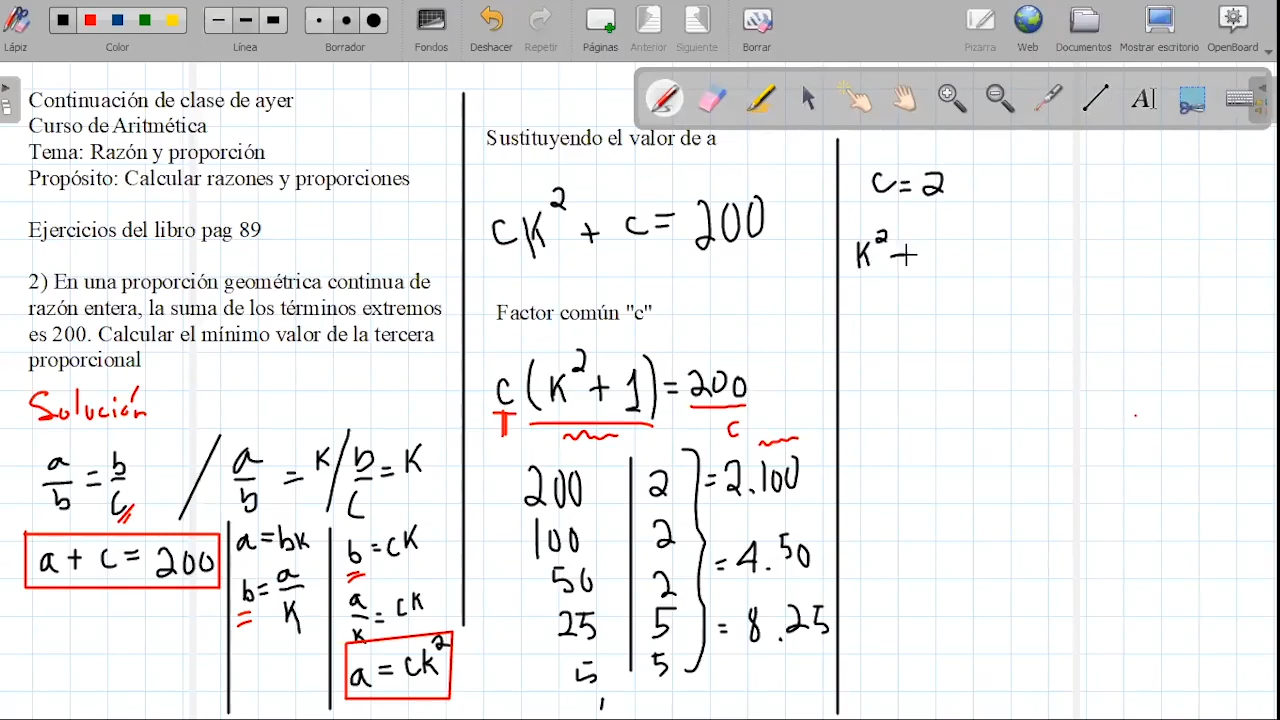 Lápiz
Color
Línea
Borrador
Fondos
Deshacer
Repetir
Páginas
Anterior
Siguiente
Borrar
Pizarra
Web
Documentos
Mostrar escritorio
OpenBoard
Continuación de clase de ayer
Curso de Aritmética
Tema: Razón y proporción
Propósito: Calcular razones y proporciones
Ejercicios del libro pag 89
2) En una proporción geométrica continua de
razón entera, la suma de los términos extremos
es 200. Calcular el mínimo valor de la tercera
proporcional
Solución
a/b = b/c / a/b = K / b/c = K
a + c = 200
a = bK
b = a/K
b = cK
a/K = cK
a = cK²
Sustituyendo el valor de a
cK² + c = 200
Factor común "c"
c (K² + 1) = 200
T
c
200 | 2 = 2.100
100 | 2
50 | 2 = 4.50
25 | 5 = 8.25
5 | 5
c = 2
K² +